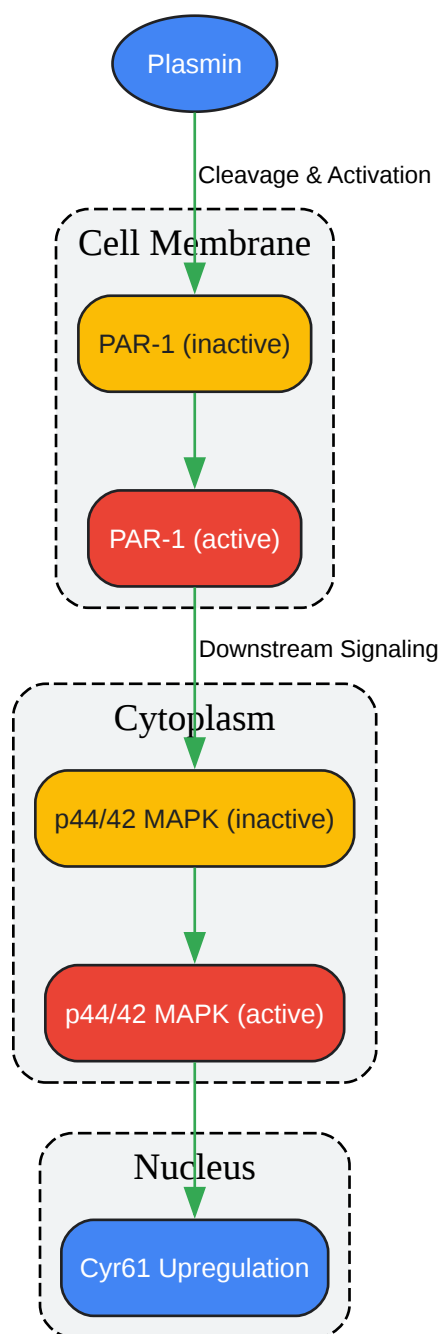 Plasmin
Cleavage & Activation
Cell Membrane
PAR-1 (inactive)
PAR-1 (active)
Downstream Signaling
Cytoplasm
p44/42 MAPK (inactive)
p44/42 MAPK (active)
Nucleus
Cyr61 Upregulation